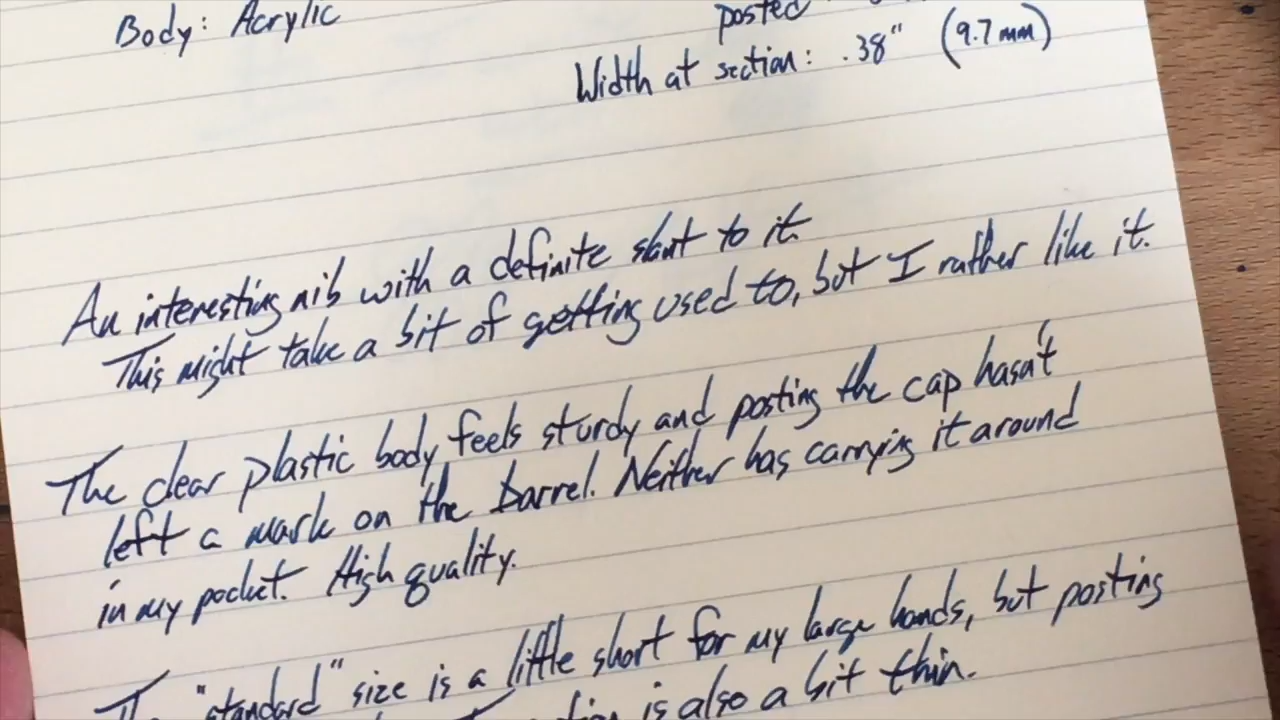 Body: Acrylic
posted
Width at section: .38" (9.7mm)
An interesting nib with a definite slant to it.
This might take a bit of getting used to, but I rather like it.
The clear plastic body feels sturdy and posting the cap hasn't
left a mark on the barrel. Neither has carrying it around
in my pocket. High quality.
The "standard" size is a little short for my large hands, but posting
is also a bit thin.